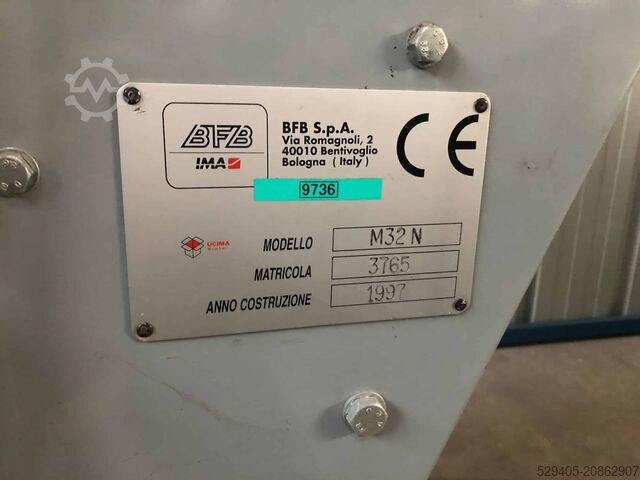 BFB
IMA
BFB S.p.A.
Via Romagnoli, 2
40010 Bentivoglio
Bologna ( Italy )
CE
9736
UCIMA
MODELLO M32 N
MATRICOLA 3765
ANNO COSTRUZIONE 1997
529405-20862907